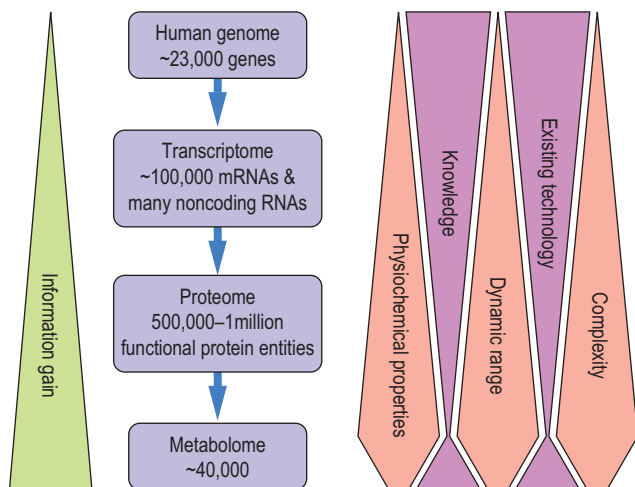 Human genome
~23,000 genes
Transcriptome
~100,000 mRNAs &
many noncoding RNAs
Proteome
500,000–1million
functional protein entities
Metabolome
~40,000
Information gain
Physiochemical properties
Knowledge
Dynamic range
Existing technology
Complexity